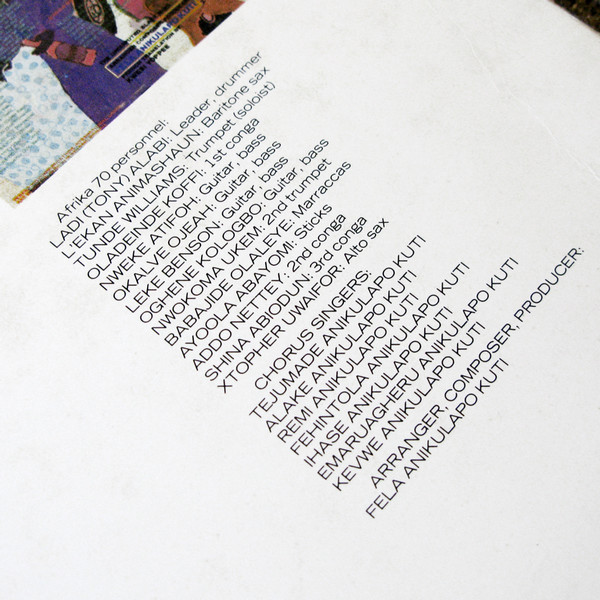 ANIKULAPO KUTI
Afrika 70 personnel:
LADI (TONY) ALABI: Leader, drummer
L'EKAN ANIMASHAUN: Baritone sax
TUNDE WILLIAMS: Trumpet (soloist)
OLADEINDE KOFFI: 1st conga
NWEKE ATIFOH: Guitar, bass
OKALVE OJEAH: Guitar, bass
LEKE BENSON: Guitar, bass
OGHENE KOLOGBO: Guitar, bass
NWOKOMA UKEM: 2nd trumpet
BABAJIDE OLALEYE: Marraccas
AYOOLA ABAYOMI: Sticks
ADDO NETTEY: 2nd conga
SHINA ABIODUN: 3rd conga
XTOPHER UWAIFOR: Alto sax
CHORUS SINGERS:
TEJUMADE ANIKULAPO KUTI
ALAKE ANIKULAPO KUTI
REMI ANIKULAPO KUTI
FEHINTOLA ANIKULAPO KUTI
IHASE ANIKULAPO KUTI
EMARUAGHERU ANIKULAPO KUTI
KEVWE ANIKULAPO KUTI
ARRANGER, COMPOSER, PRODUCER:
FELA ANIKULAPO KUTI